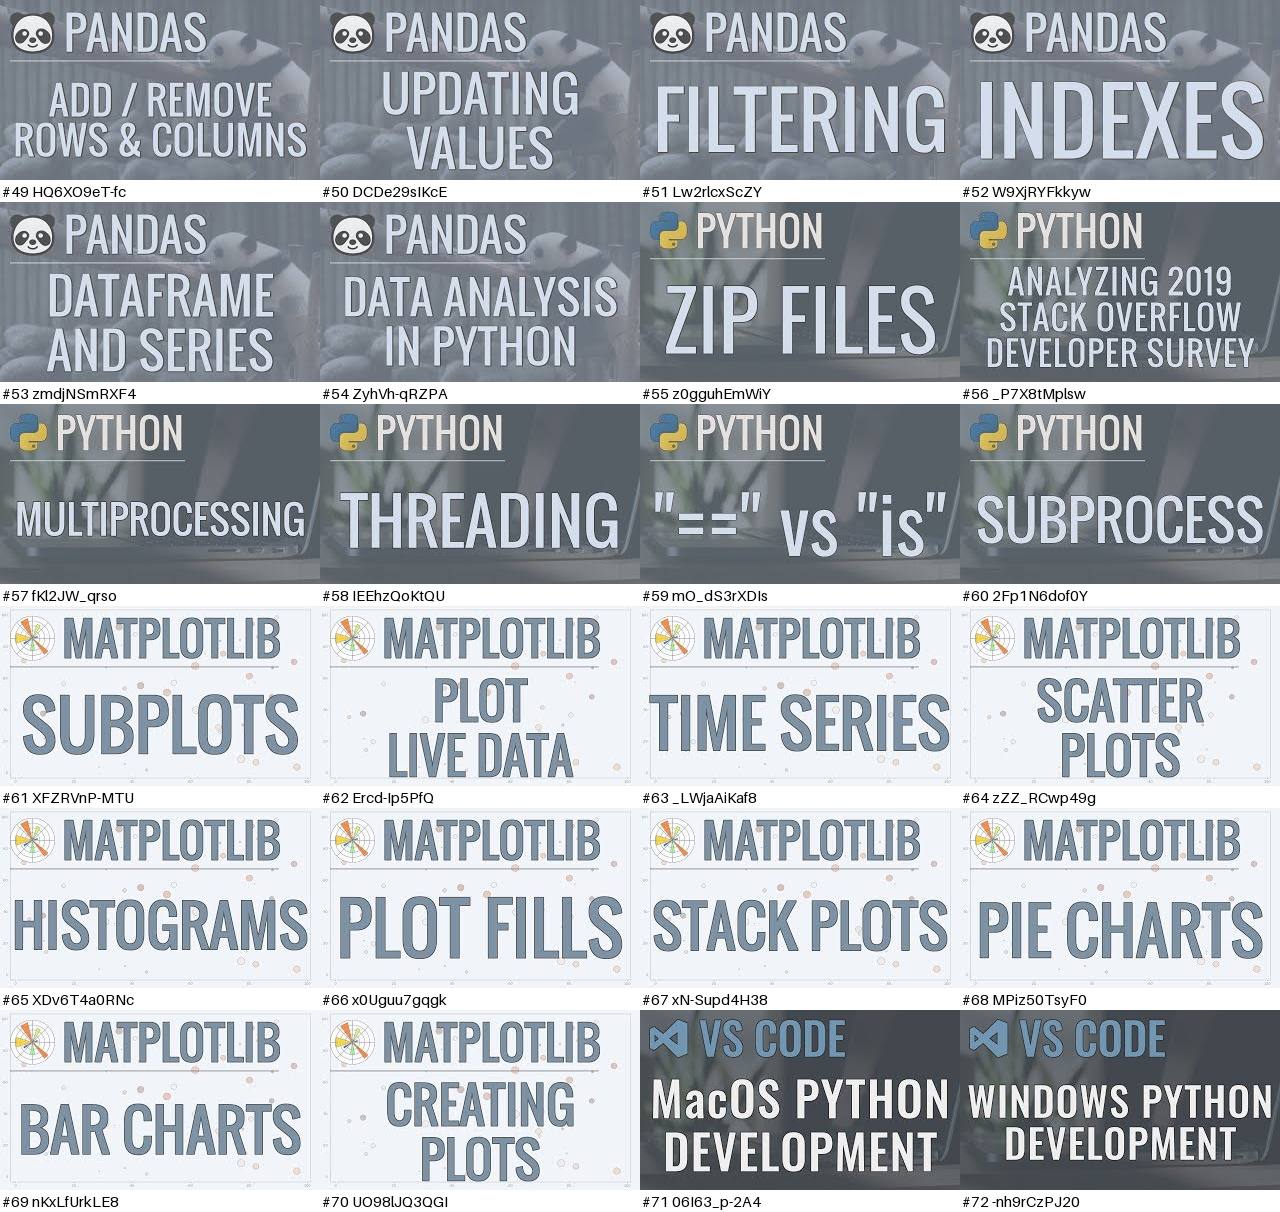 PANDAS
ADD / REMOVE
ROWS & COLUMNS
#49 HQ6XO9eT-fc
PANDAS
UPDATING
VALUES
#50 DCDe29sIKcE
PANDAS
FILTERING
#51 Lw2rlcxScZY
PANDAS
INDEXES
#52 W9XjRYFkkyw
PANDAS
DATAFRAME
AND SERIES
#53 zmdjNSmRXF4
PANDAS
DATA ANALYSIS
IN PYTHON
#54 ZyhVh-qRZPA
PYTHON
ZIP FILES
#55 z0gguhEmWiY
PYTHON
ANALYZING 2019
STACK OVERFLOW
DEVELOPER SURVEY
#56 _P7X8tMplsw
PYTHON
MULTIPROCESSING
#57 fKl2JW_qrso
PYTHON
THREADING
#58 IEEhzQoKtQU
PYTHON
"==" vs "is"
#59 mO_dS3rXDIs
PYTHON
SUBPROCESS
#60 2Fp1N6dof0Y
MATPLOTLIB
SUBPLOTS
#61 XFZRVnP-MTU
MATPLOTLIB
PLOT
LIVE DATA
#62 Ercd-Ip5PfQ
MATPLOTLIB
TIME SERIES
#63 _LWjaAiKaf8
MATPLOTLIB
SCATTER
PLOTS
#64 zZZ_RCwp49g
MATPLOTLIB
HISTOGRAMS
#65 XDv6T4a0RNc
MATPLOTLIB
PLOT FILLS
#66 x0Uguu7gqgk
MATPLOTLIB
STACK PLOTS
#67 xN-Supd4H38
MATPLOTLIB
PIE CHARTS
#68 MPiz50TsyF0
MATPLOTLIB
BAR CHARTS
#69 nKxLfUrkLE8
MATPLOTLIB
CREATING
PLOTS
#70 UO98lJQ3QGI
VS CODE
MacOS PYTHON
DEVELOPMENT
#71 06I63_p-2A4
VS CODE
WINDOWS PYTHON
DEVELOPMENT
#72 -nh9rCzPJ20